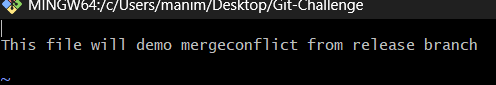 MINGW64:/c/Users/manim/Desktop/Git-Challenge
This file will demo mergeconflict from release branch
~